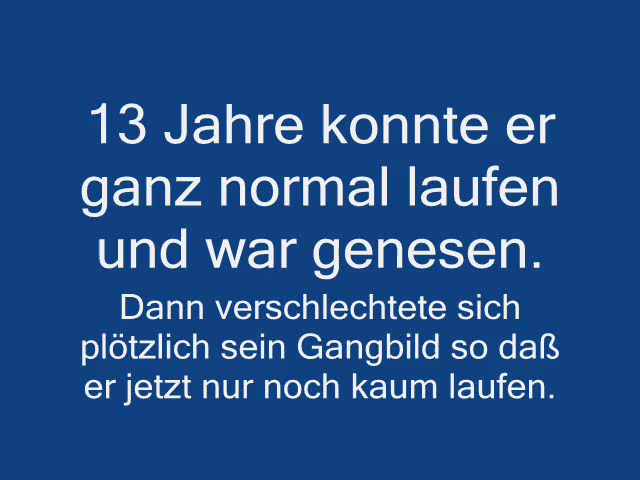 13 Jahre konnte er
ganz normal laufen
und war genesen.
Dann verschlechtete sich
plötzlich sein Gangbild so daß
er jetzt nur noch kaum laufen.